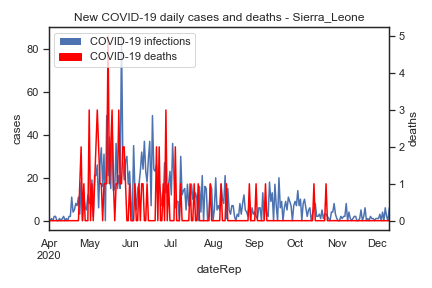 New COVID-19 daily cases and deaths - Sierra_Leone
COVID-19 infections
COVID-19 deaths
80
60
40
20
0
cases
5
4
3
2
1
0
deaths
Apr May Jun Jul Aug Sep Oct Nov Dec
2020
dateRep